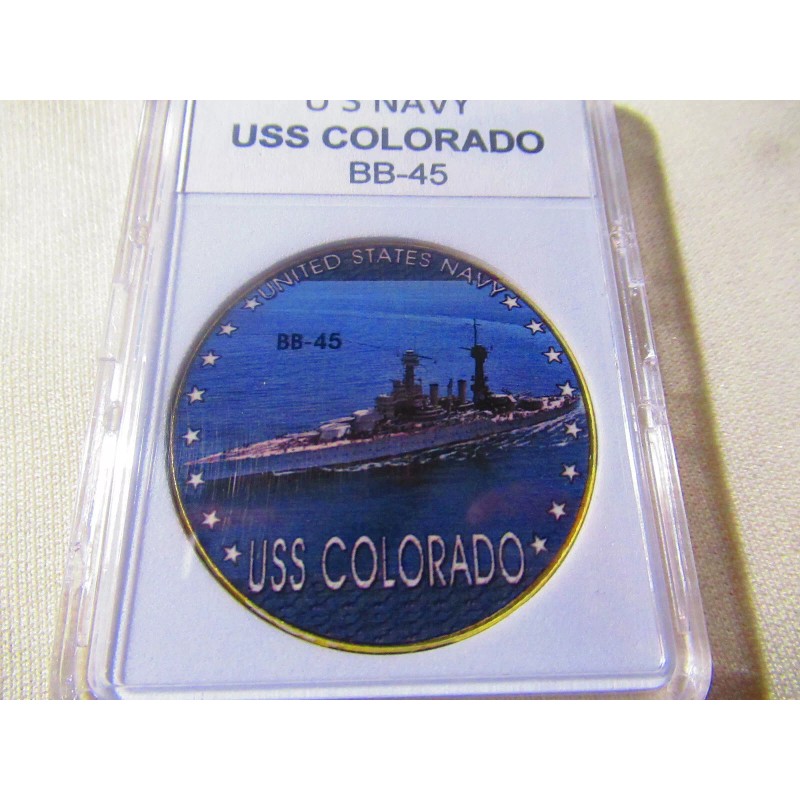 U S NAVY
USS COLORADO
BB-45
UNITED STATES NAVY
BB-45
USS COLORADO